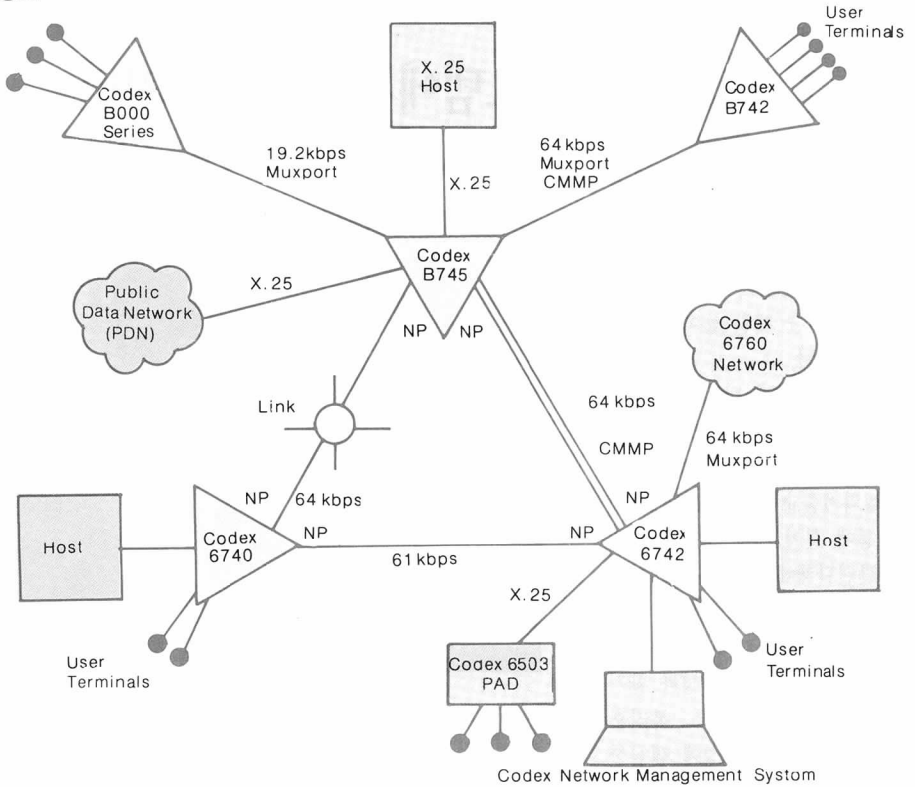 User
Terminals
Codex
B000
Series
X.25
Host
Codex
B742
19.2kbps
Muxport
X.25
64 kbps
Muxport
CMMP
Codex
B745
X.25
Public
Data Network
(PDN)
NP
NP
Codex
6760
Network
Link
64 kbps
CMMP
64 kbps
Muxport
NP
64 kbps
NP
NP
NP
Host
Codex
6740
61kbps
Codex
6742
Host
X.25
User
Terminals
Codex 6503
PAD
User
Terminals
Codex Network Management System